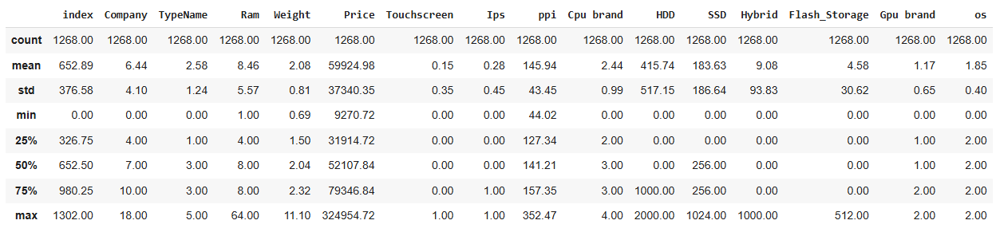 index Company TypeName Ram Weight Price Touchscreen Ips ppi Cpu brand HDD SSD Hybrid Flash_Storage Gpu brand os
count 1268.00 1268.00 1268.00 1268.00 1268.00 1268.00 1268.00 1268.00 1268.00 1268.00 1268.00 1268.00 1268.00 1268.00 1268.00 1268.00
mean 652.89 6.44 2.58 8.46 2.08 59924.98 0.15 0.28 145.94 2.44 415.74 183.63 9.08 4.58 1.17 1.85
std 376.58 4.10 1.24 5.57 0.81 37340.35 0.35 0.45 43.45 0.99 517.15 186.64 93.83 30.62 0.65 0.40
min 0.00 0.00 0.00 1.00 0.69 9270.72 0.00 0.00 44.02 0.00 0.00 0.00 0.00 0.00 0.00 0.00
25% 326.75 4.00 1.00 4.00 1.50 31914.72 0.00 0.00 127.34 2.00 0.00 0.00 0.00 0.00 1.00 2.00
50% 652.50 7.00 3.00 8.00 2.04 52107.84 0.00 0.00 141.21 3.00 0.00 256.00 0.00 0.00 1.00 2.00
75% 980.25 10.00 3.00 8.00 2.32 79346.84 0.00 1.00 157.35 3.00 1000.00 256.00 0.00 0.00 2.00 2.00
max 1302.00 18.00 5.00 64.00 11.10 324954.72 1.00 1.00 352.47 4.00 2000.00 1024.00 1000.00 512.00 2.00 2.00